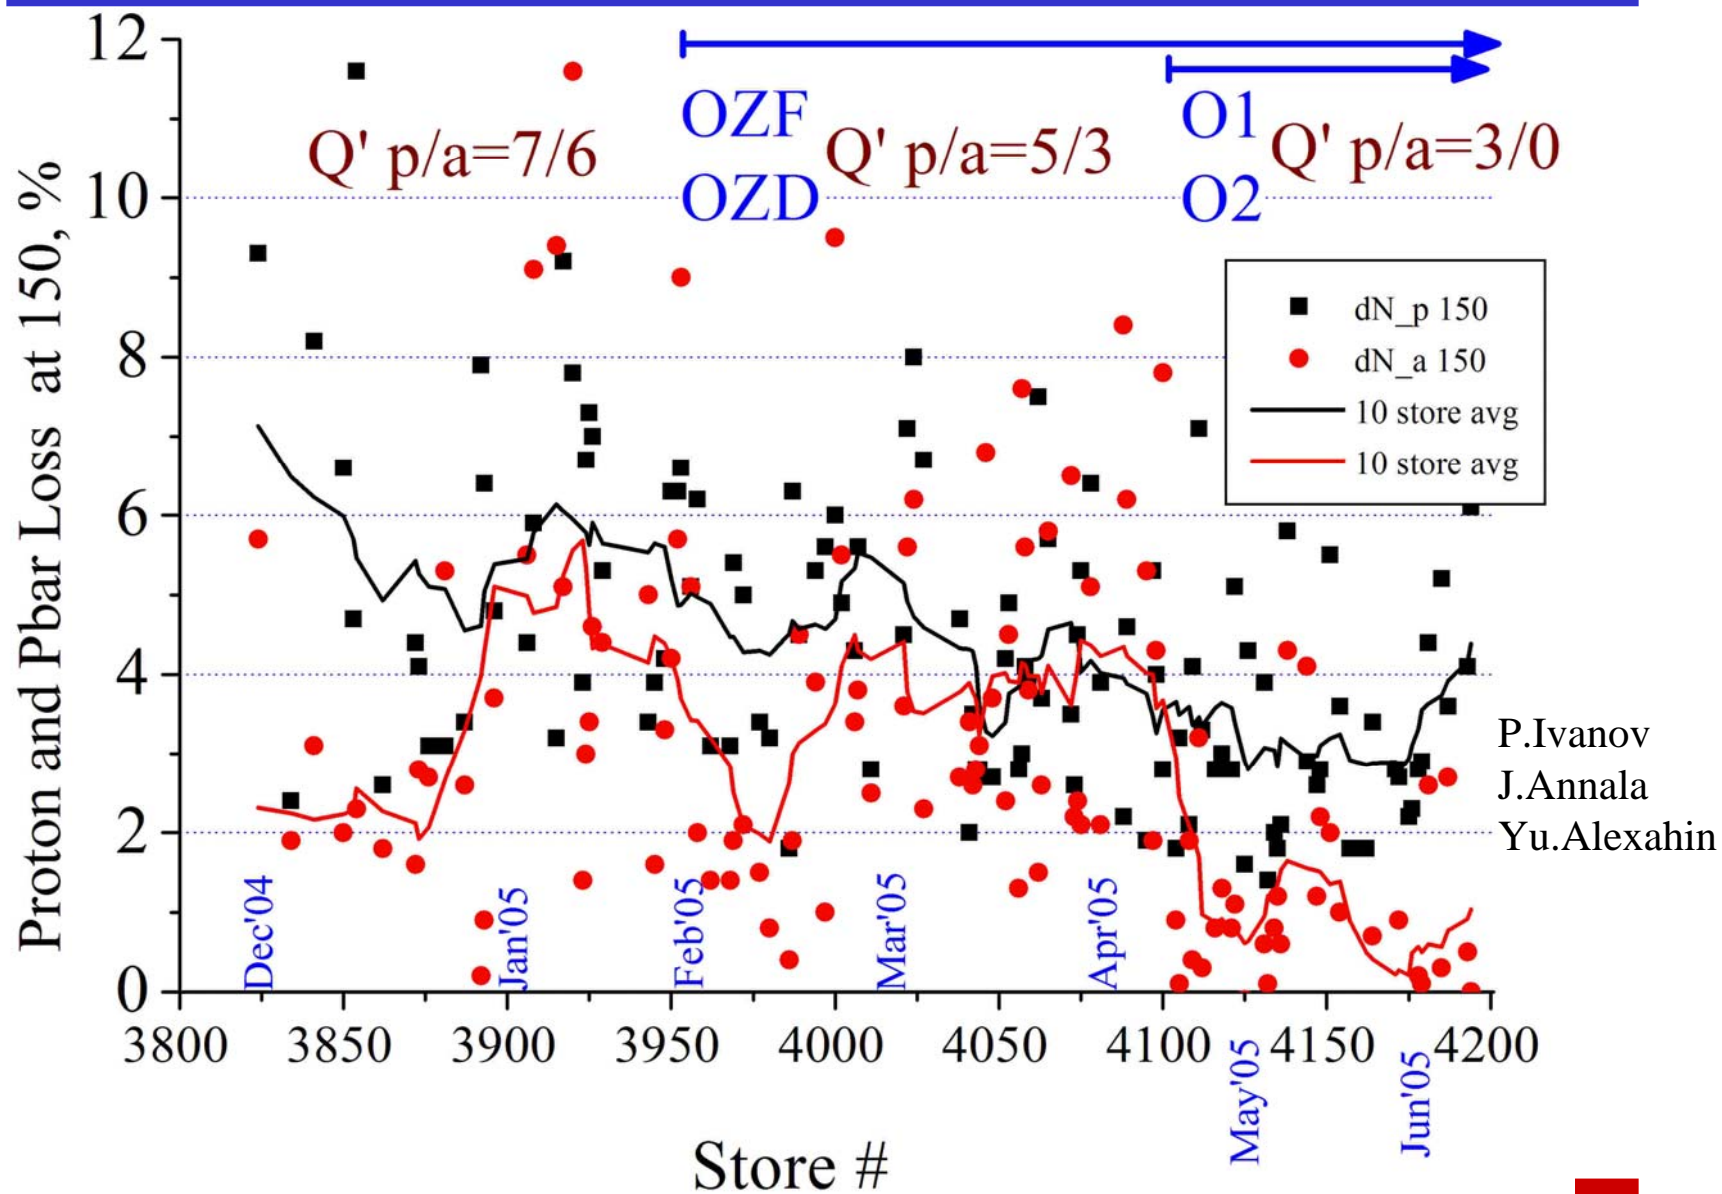 Proton and Pbar Loss at 150, %
12
10
8
6
4
2
0
OZF
OZD
O1
O2
Q' p/a=7/6
Q' p/a=5/3
Q' p/a=3/0
dN_p 150
dN_a 150
10 store avg
10 store avg
P.Ivanov
J.Annala
Yu.Alexahin
Dec'04
Jan'05
Feb'05
Mar'05
Apr'05
May'05
Jun'05
3800
3850
3900
3950
4000
4050
4100
4150
4200
Store #